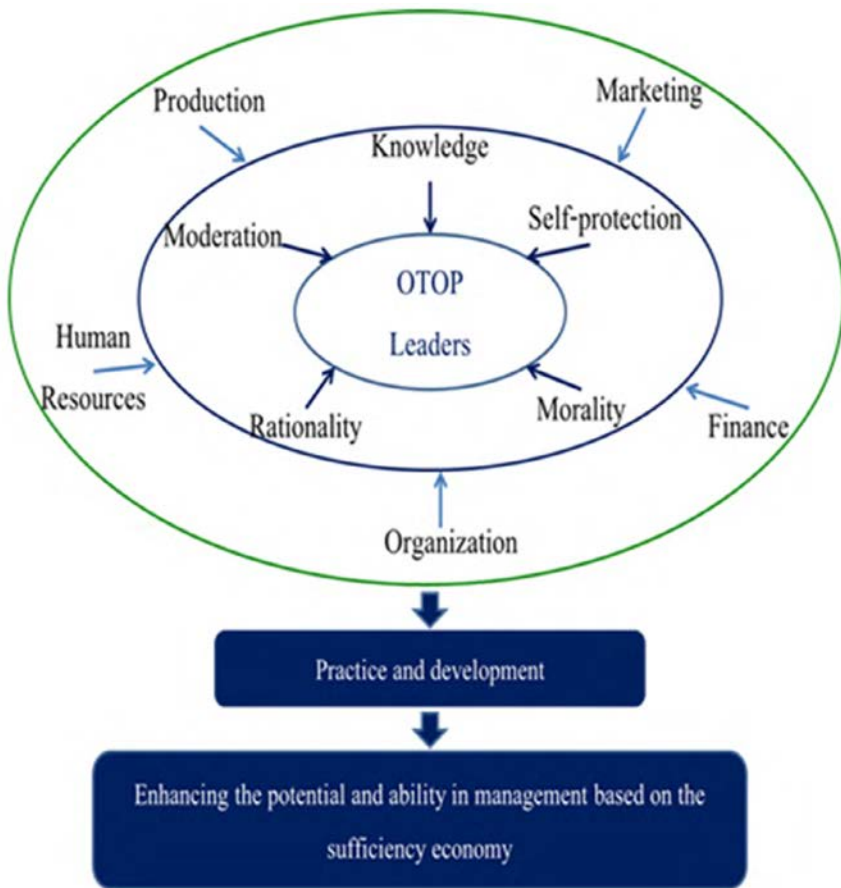 Production
Marketing
Knowledge
Moderation
Self-protection
OTOP
Leaders
Human
Resources
Rationality
Morality
Finance
Organization
Practice and development
Enhancing the potential and ability in management based on the
sufficiency economy